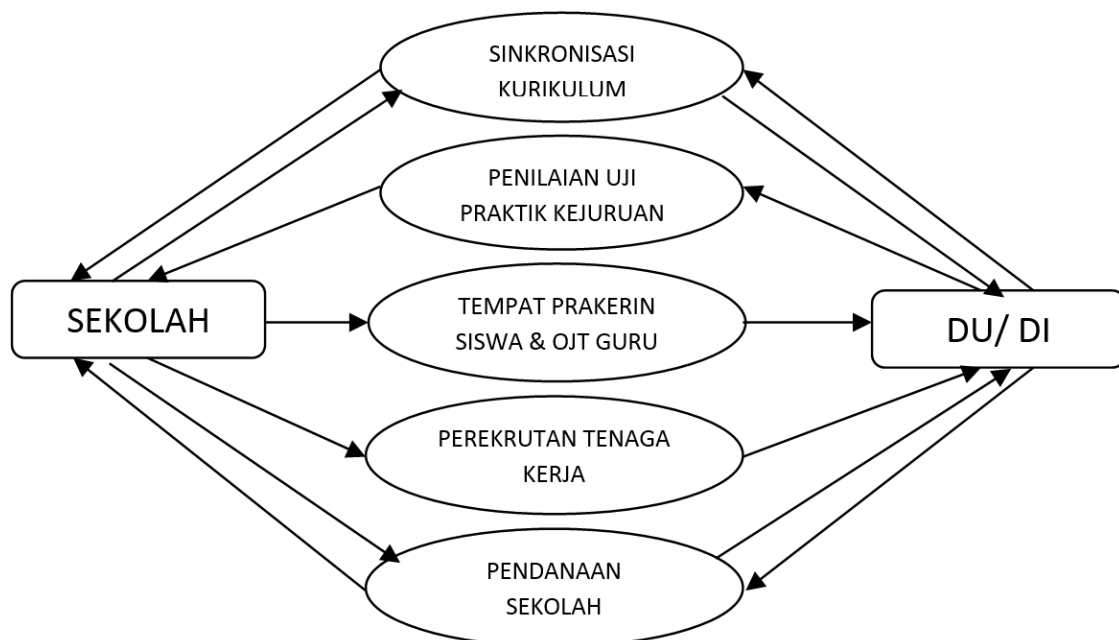 SINKRONISASI
KURIKULUM
PENILAIAN UJI
PRAKTIK KEJURUAN
SEKOLAH
TEMPAT PRAKERIN
SISWA & OJT GURU
DU/ DI
PEREKRUTAN TENAGA
KERJA
PENDANAAN
SEKOLAH